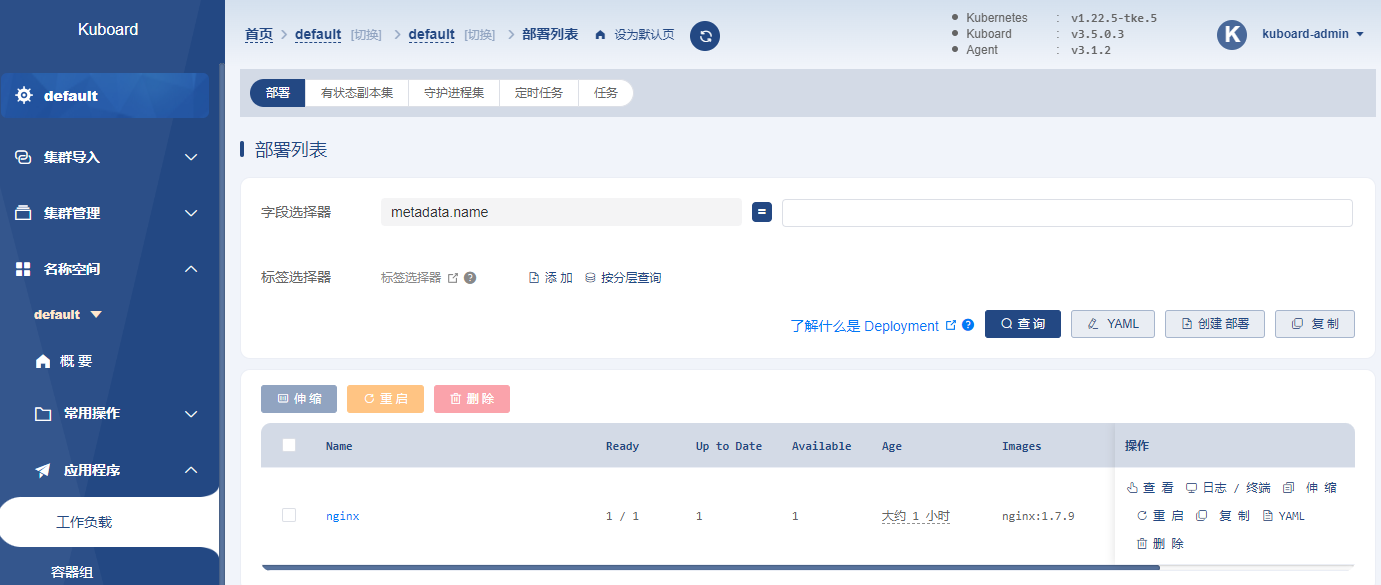 Kuboard
default
集群导入
集群管理
名称空间
default
概 要
常用操作
应用程序
工作负载
容器组
首页 > default [切换] > default [切换] > 部署列表 设为默认页
Kubernetes : v1.22.5-tke.5
Kuboard : v3.5.0.3
Agent : v3.1.2
K kuboard-admin
部署 有状态副本集 守护进程集 定时任务 任务
部署列表
字段选择器 metadata.name =
标签选择器 标签选择器 ? 添 加 按分层查询
了解什么是 Deployment ? 查 询 YAML 创建 部署 复 制
伸 缩 重 启 删 除
Name Ready Up to Date Available Age Images 操作
nginx 1 / 1 1 1 大约 1 小时 nginx:1.7.9
查 看 日志 / 终端 伸 缩
重 启 复 制 YAML
删 除